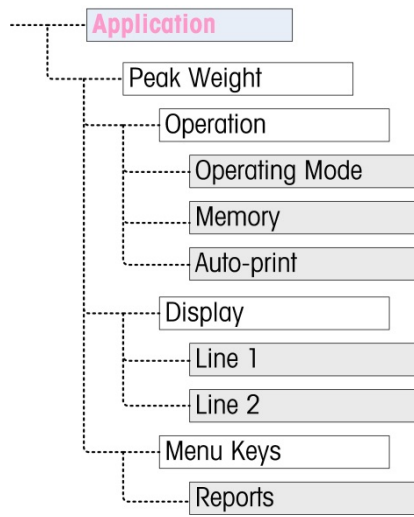 Application
Peak Weight
Operation
Operating Mode
Memory
Auto-print
Display
Line 1
Line 2
Menu Keys
Reports